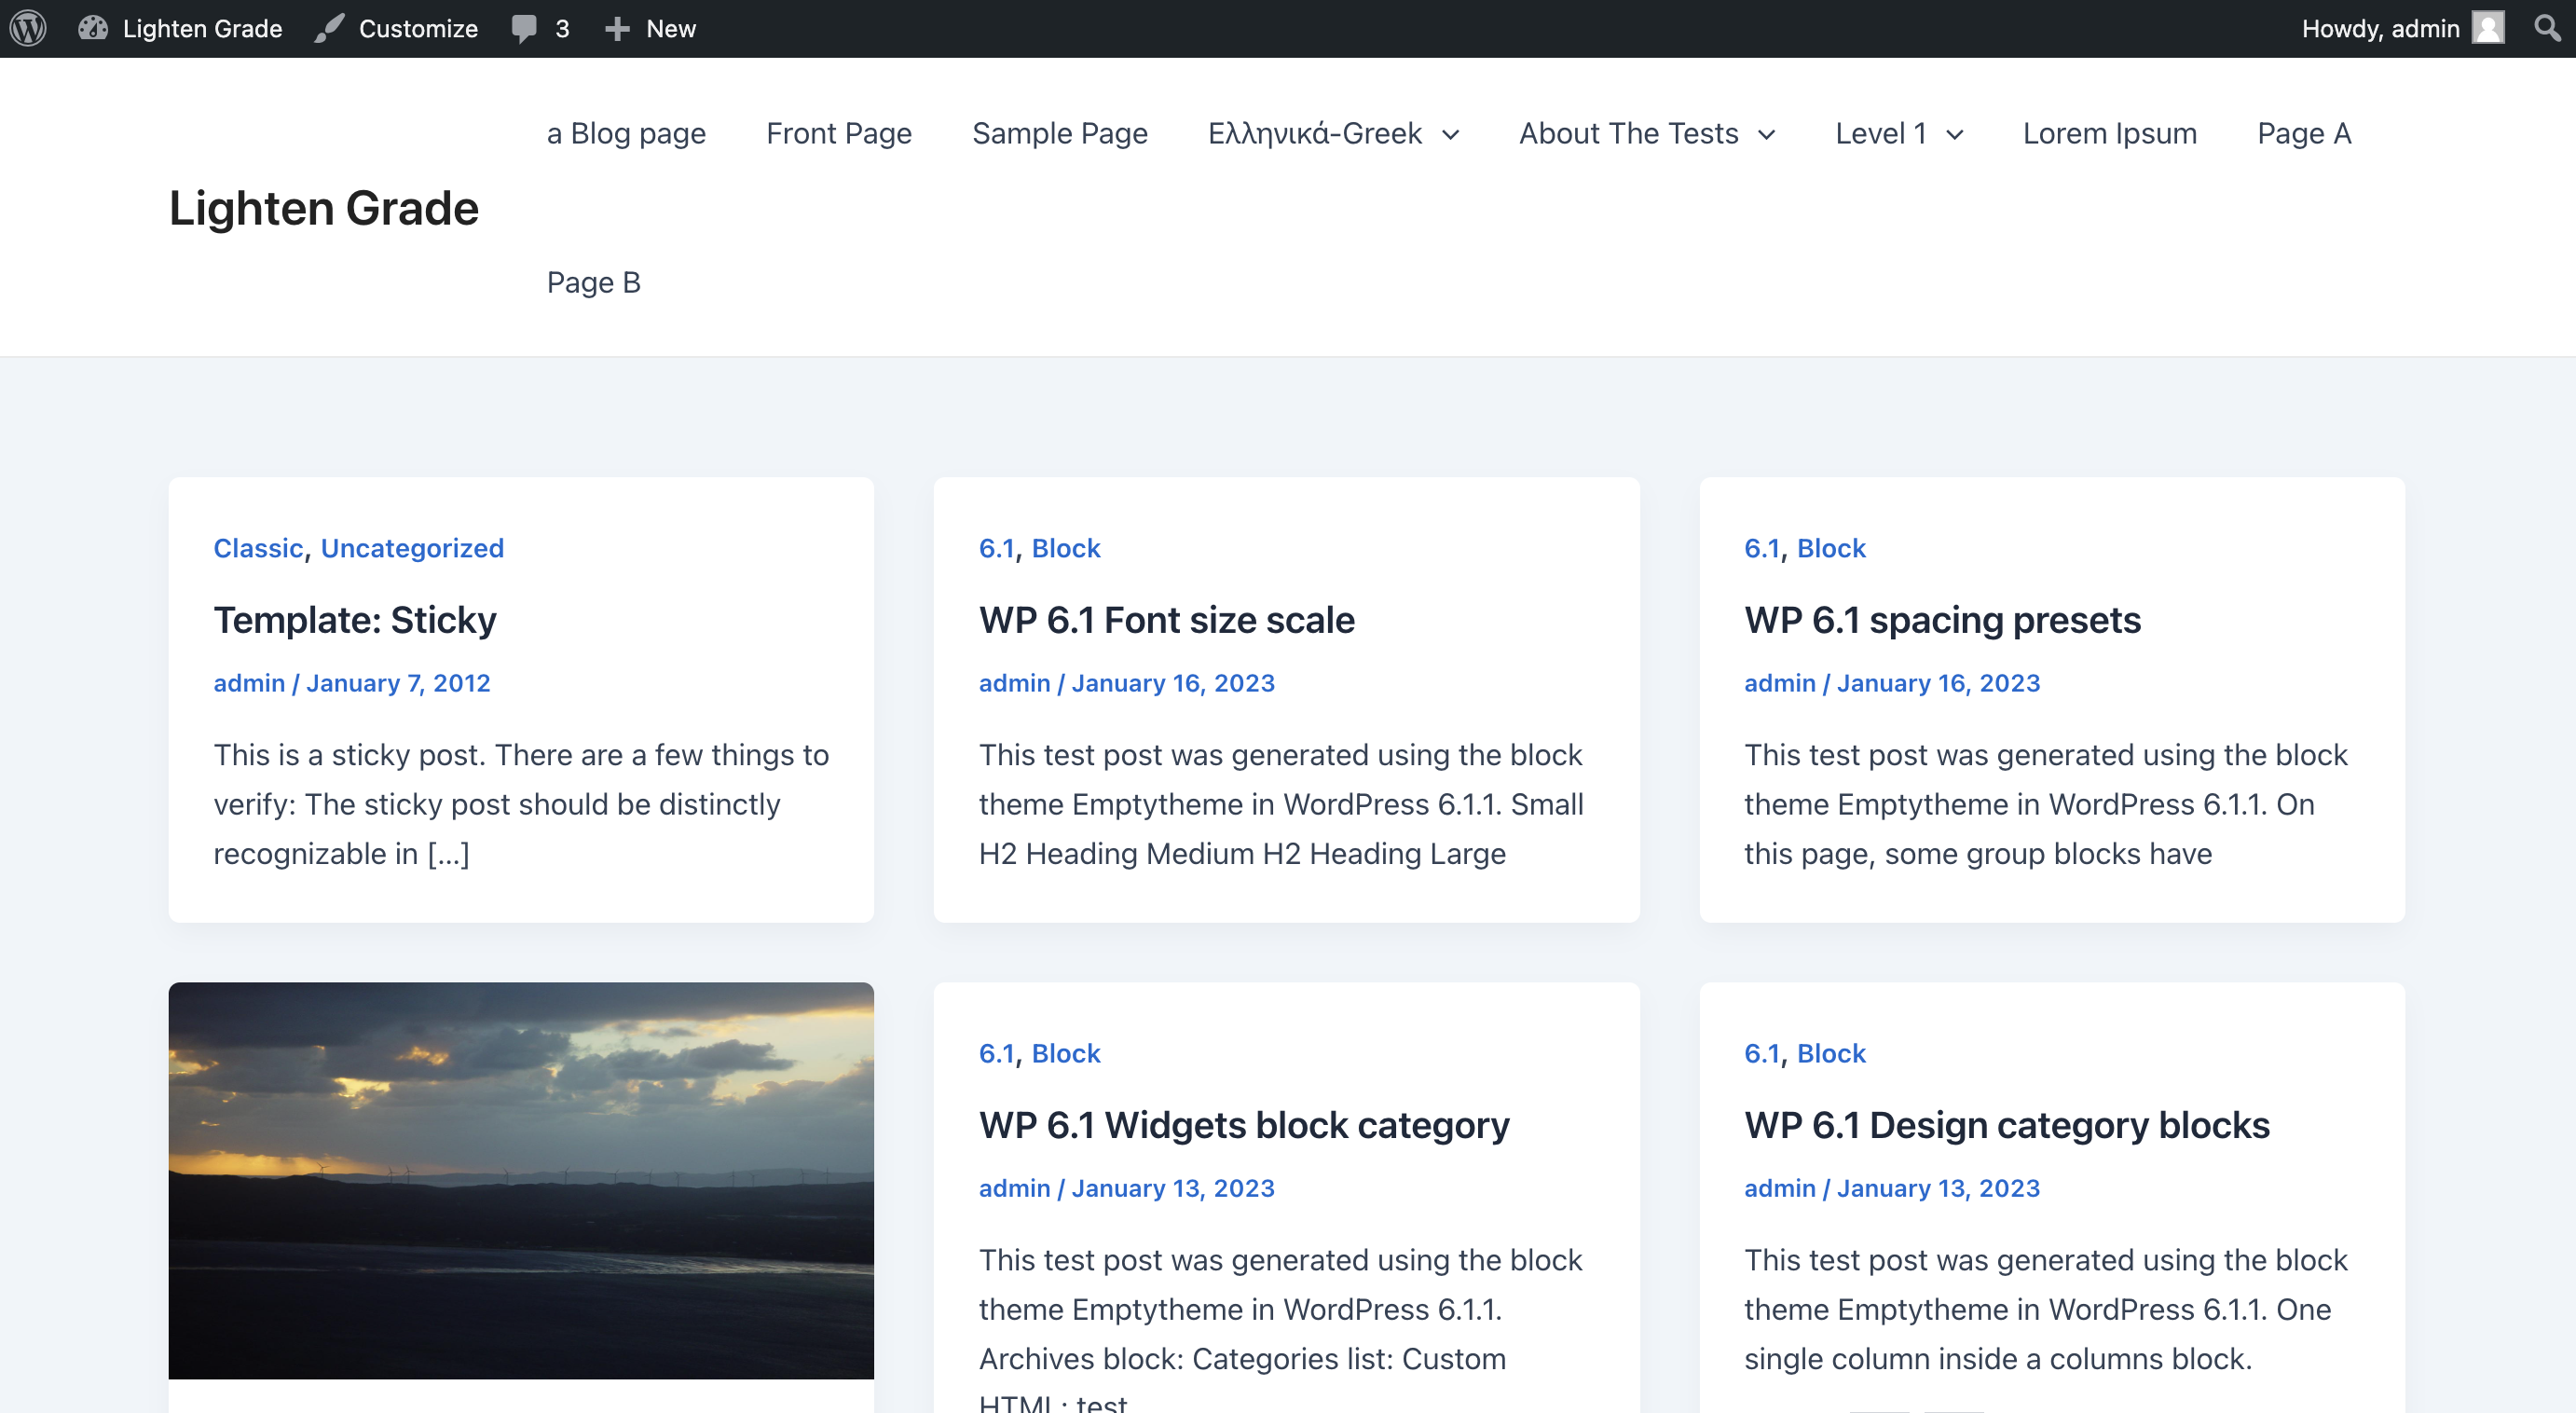 Lighten Grade Customize 3 New Howdy, admin
a Blog page Front Page Sample Page Ελληνικά-Greek About The Tests Level 1 Lorem Ipsum Page A
Lighten Grade
Page B
Classic, Uncategorized
Template: Sticky
admin / January 7, 2012
This is a sticky post. There are a few things to
verify: The sticky post should be distinctly
recognizable in [...]
6.1, Block
WP 6.1 Font size scale
admin / January 16, 2023
This test post was generated using the block
theme Emptytheme in WordPress 6.1.1. Small
H2 Heading Medium H2 Heading Large
6.1, Block
WP 6.1 spacing presets
admin / January 16, 2023
This test post was generated using the block
theme Emptytheme in WordPress 6.1.1. On
this page, some group blocks have
6.1, Block
WP 6.1 Widgets block category
admin / January 13, 2023
This test post was generated using the block
theme Emptytheme in WordPress 6.1.1.
Archives block: Categories list: Custom
HTML: test
6.1, Block
WP 6.1 Design category blocks
admin / January 13, 2023
This test post was generated using the block
theme Emptytheme in WordPress 6.1.1. One
single column inside a columns block.